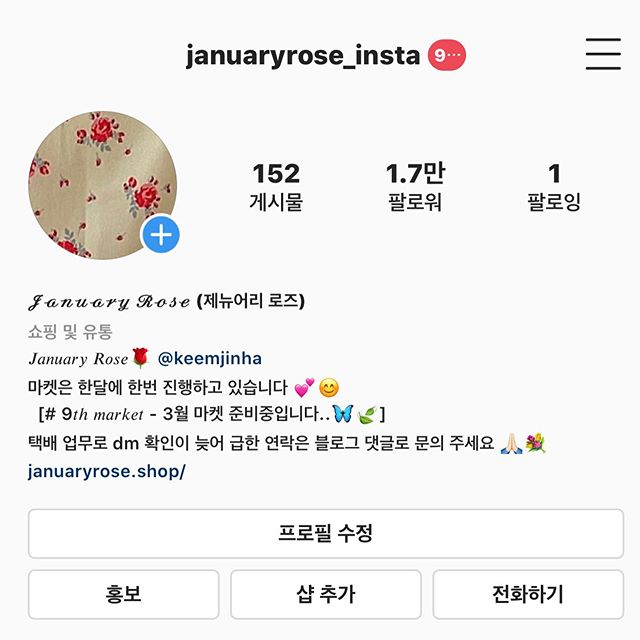 januaryrose_insta 9...
152 1.7만 1
게시물 팔로워 팔로잉
𝒥𝒶𝓃𝓊𝒶𝓇𝓎 ℛℴ𝓈ℯ (제뉴어리 로즈)
쇼핑 및 유통
𝐽𝑎𝑛𝑢𝑎𝑟𝑦 𝑅𝑜𝑠𝑒🌹 @keemjinha
마켓은 한달에 한번 진행하고 있습니다 💕😊
[# 9𝑡ℎ 𝑚𝑎𝑟𝑘𝑒𝑡 - 3월 마켓 준비중입니다..🦋🍃]
택배 업무로 dm 확인이 늦어 급한 연락은 블로그 댓글로 문의 주세요 🙏🏻💐
januaryrose.shop/
프로필 수정
홍보 샵 추가 전화하기